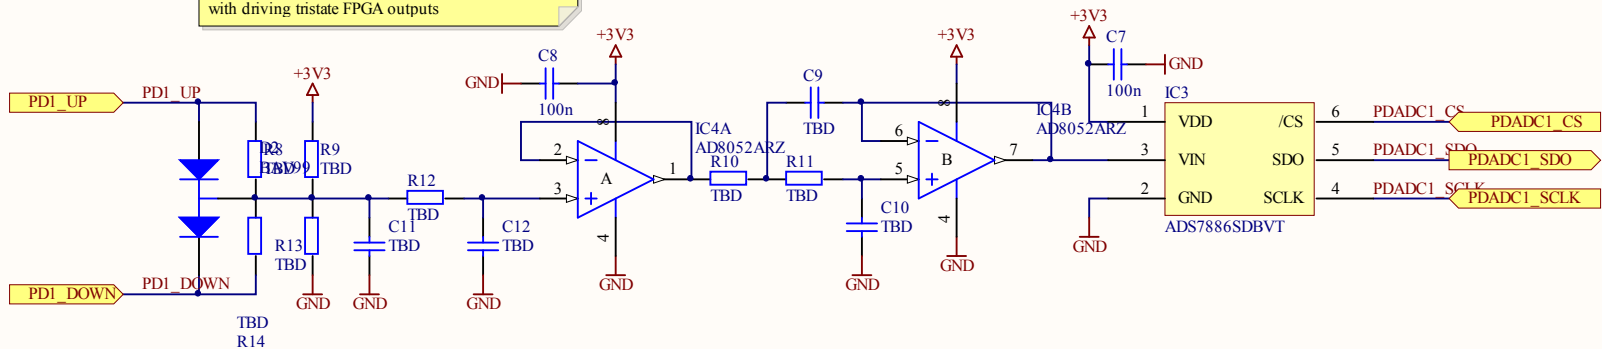 with driving tristate FPGA outputs
+3V3
+3V3
+3V3
+3V3
C8
GND
100n
C7
GND
100n
C9
TBD
PD1_UP
PD1_UP
8
8
IC4A
AD8052ARZ
IC4B
AD8052ARZ
IC3
1
VDD
/CS
6
PDADC1_CS
PDADC1_CS
3
VIN
SDO
5
PDADC1_SDO
PDADC1_SDO
2
GND
SCLK
4
PDADC1_SCLK
PDADC1_SCLK
ADS7886SDBVT
GND
R8
TBD
BAV99
R9
TBD
2
3
A
1
R10
TBD
R11
TBD
6
5
B
7
R12
TBD
C11
TBD
C12
TBD
C10
TBD
4
4
R13
TBD
PD1_DOWN
PD1_DOWN
GND
GND
GND
GND
GND
GND
TBD
R14